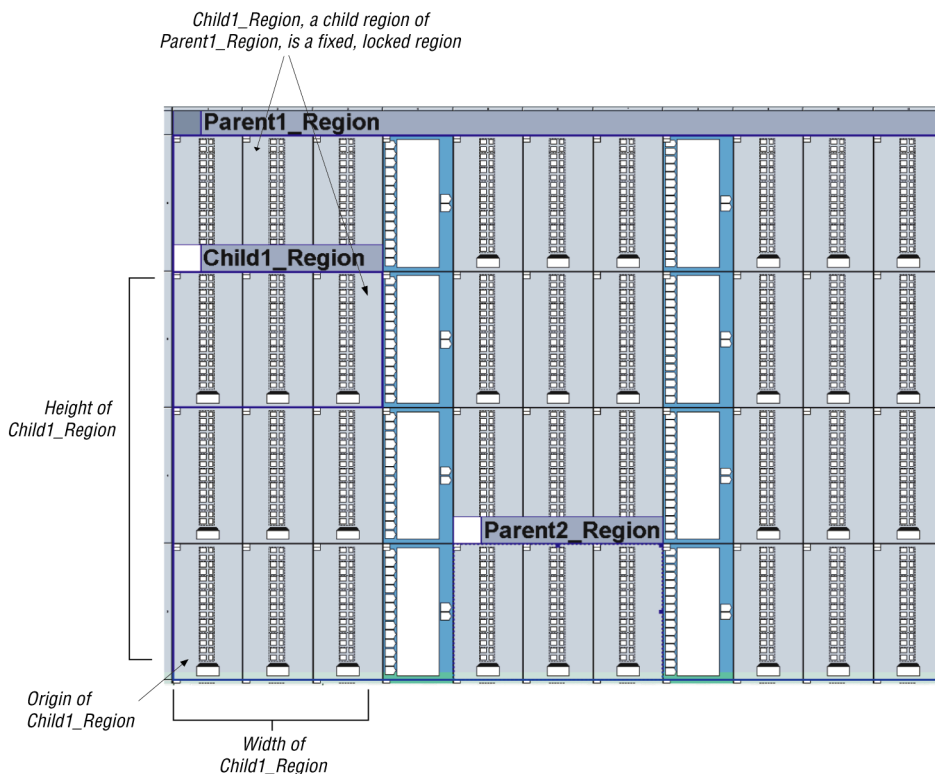 Child1_Region, a child region of
Parent1_Region, is a fixed, locked region
Parent1_Region
Child1_Region
Height of
Child1_Region
Parent2_Region
Origin of
Child1_Region
Width of
Child1_Region